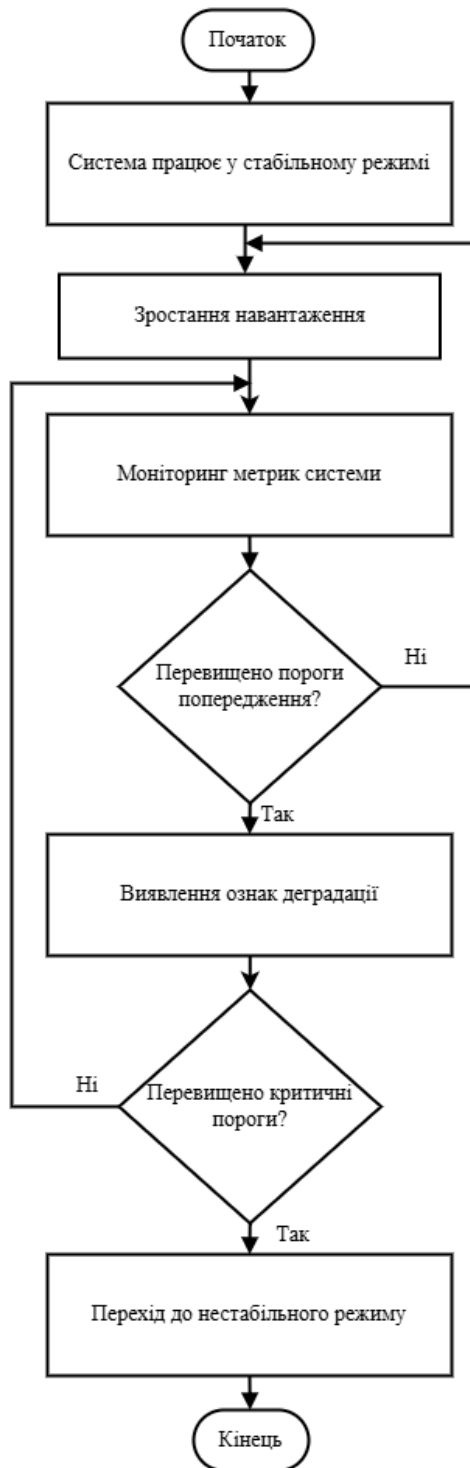 Початок
Система працює у стабільному режимі
Зростання навантаження
Моніторинг метрик системи
Перевищено пороги
попередження?
Ні
Так
Виявлення ознак деградації
Перевищено критичні
пороги?
Ні
Так
Перехід до нестабільного режиму
Кінець